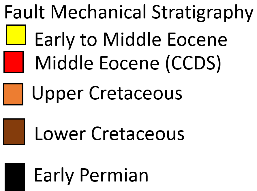 Fault Mechanical Stratigraphy
Early to Middle Eocene
Middle Eocene (CCDS)
Upper Cretaceous
Lower Cretaceous
Early Permian